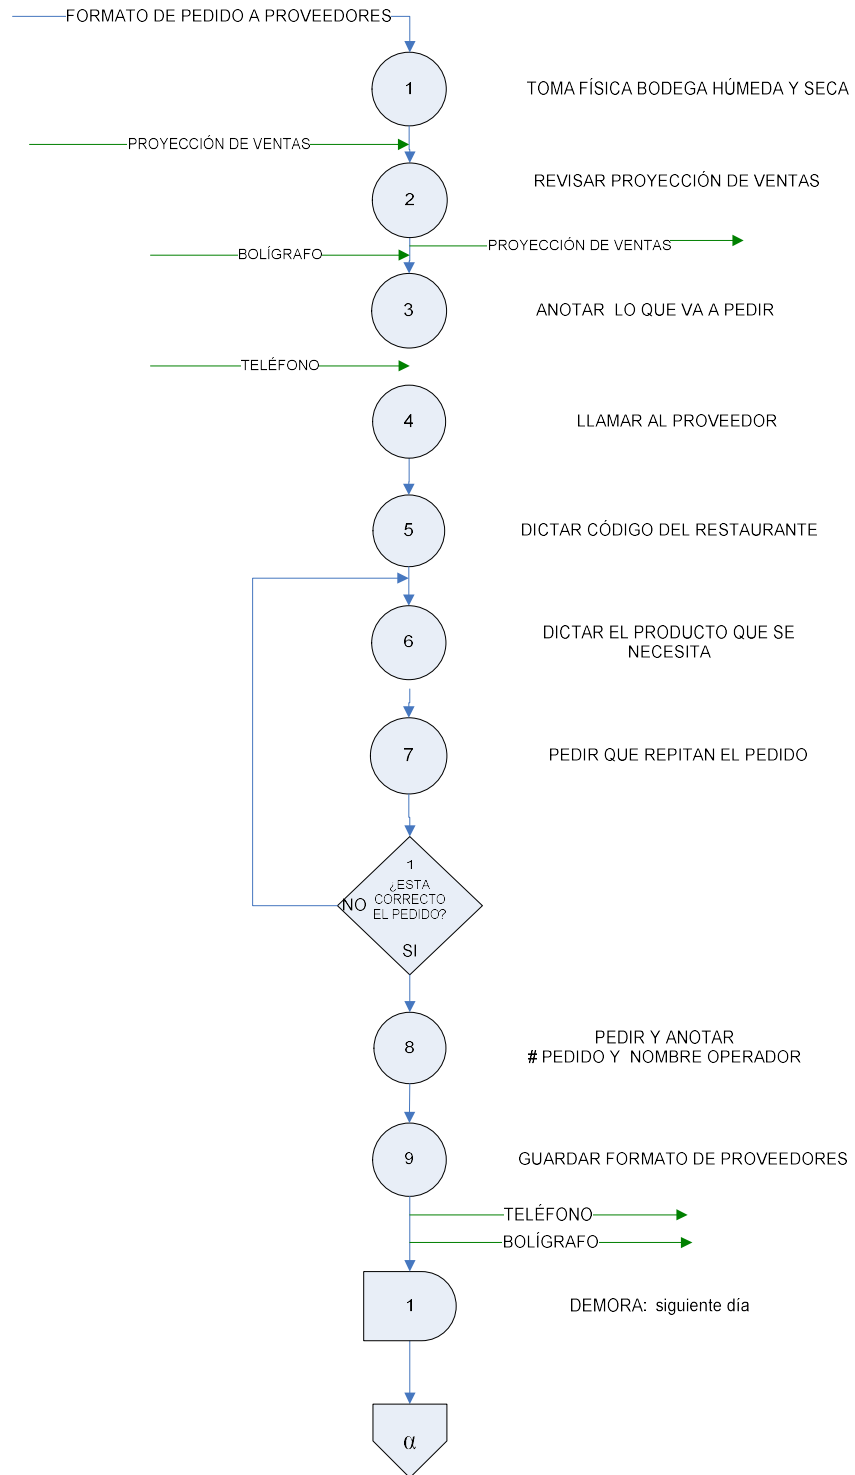 FORMATO DE PEDIDO A PROVEEDORES
1
TOMA FÍSICA BODEGA HÚMEDA Y SECA
PROYECCIÓN DE VENTAS
2
REVISAR PROYECCIÓN DE VENTAS
BOLÍGRAFO
PROYECCIÓN DE VENTAS
3
ANOTAR LO QUE VA A PEDIR
TELÉFONO
4
LLAMAR AL PROVEEDOR
5
DICTAR CÓDIGO DEL RESTAURANTE
6
DICTAR EL PRODUCTO QUE SE
NECESITA
7
PEDIR QUE REPITAN EL PEDIDO
1
¿ESTA
CORRECTO
EL PEDIDO?
NO
SI
8
PEDIR Y ANOTAR
# PEDIDO Y NOMBRE OPERADOR
9
GUARDAR FORMATO DE PROVEEDORES
TELÉFONO
BOLÍGRAFO
1
DEMORA: siguiente día
α